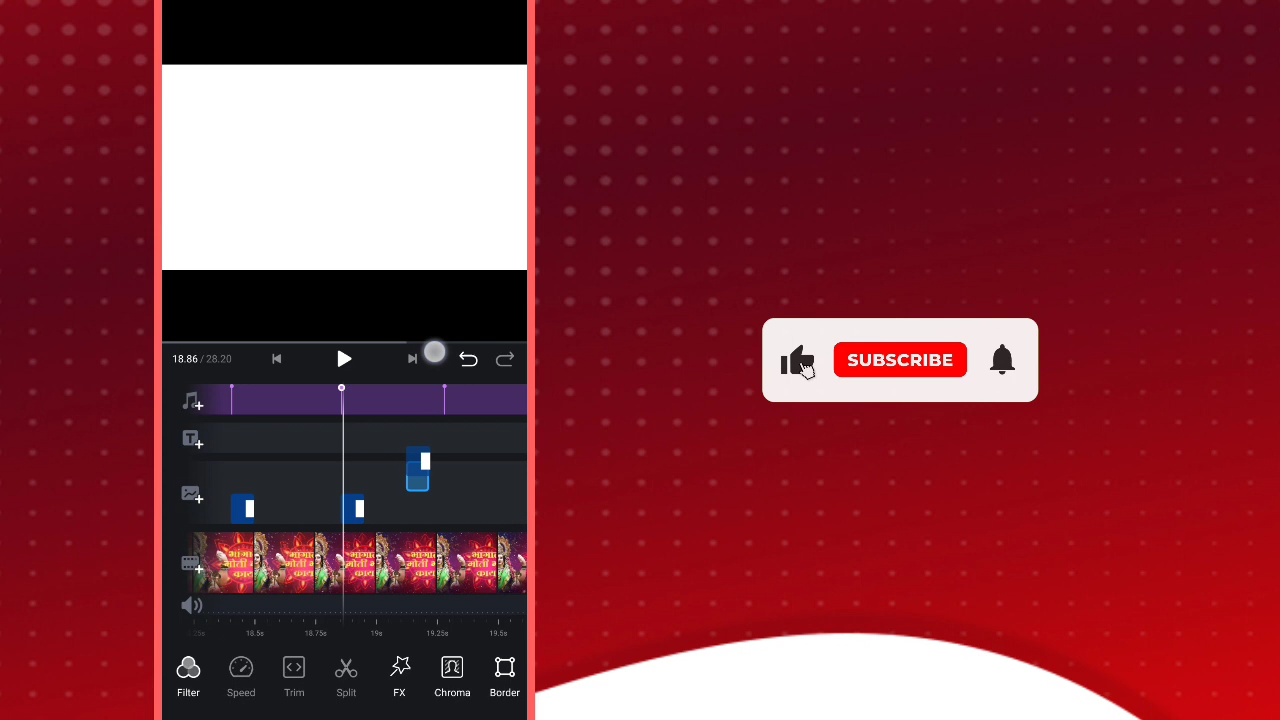 SUBSCRIBE
18.86 / 28.20
18.5s 18.75s 19s 19.25s 19.5s
Filter Speed Trim Split FX Chroma Border